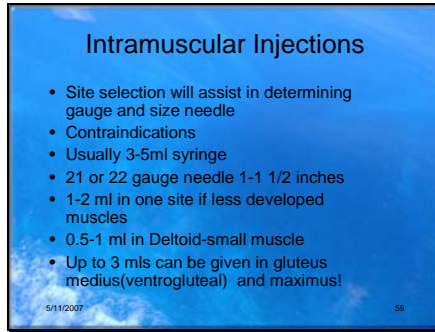 Intramuscular Injections
• Site selection will assist in determining
gauge and size needle
• Contraindications
• Usually 3-5ml syringe
• 21 or 22 gauge needle 1-1 1/2 inches
• 1-2 ml in one site if less developed
muscles
• 0.5-1 ml in Deltoid-small muscle
• Up to 3 mls can be given in gluteus
medius(ventrogluteal) and maximus!
5/11/2007 59